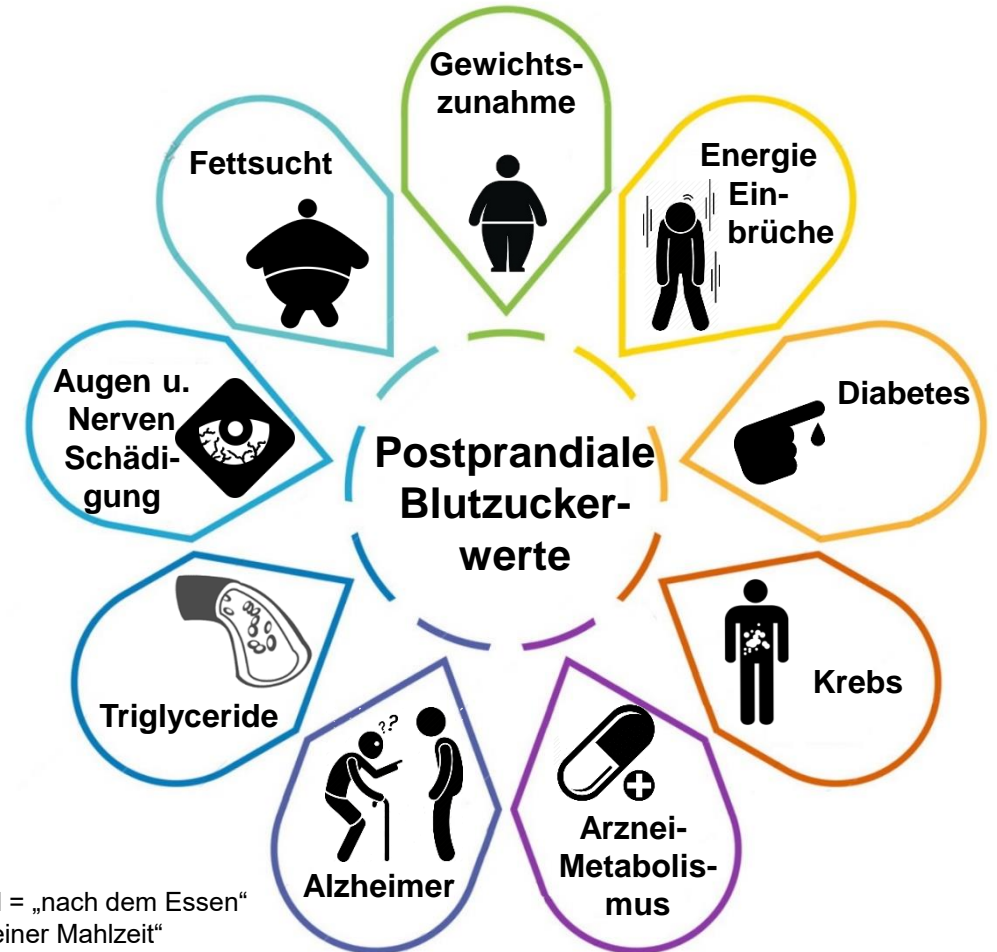 Gewichts-
zunahme
Energie
Ein-
brüche
Diabetes
Krebs
Arznei-
Metabolis-
mus
Alzheimer
??
Triglyceride
Augen u.
Nerven
Schädi-
gung
Fettsucht
Postprandiale
Blutzucker-
werte
= „nach dem Essen“
einer Mahlzeit“